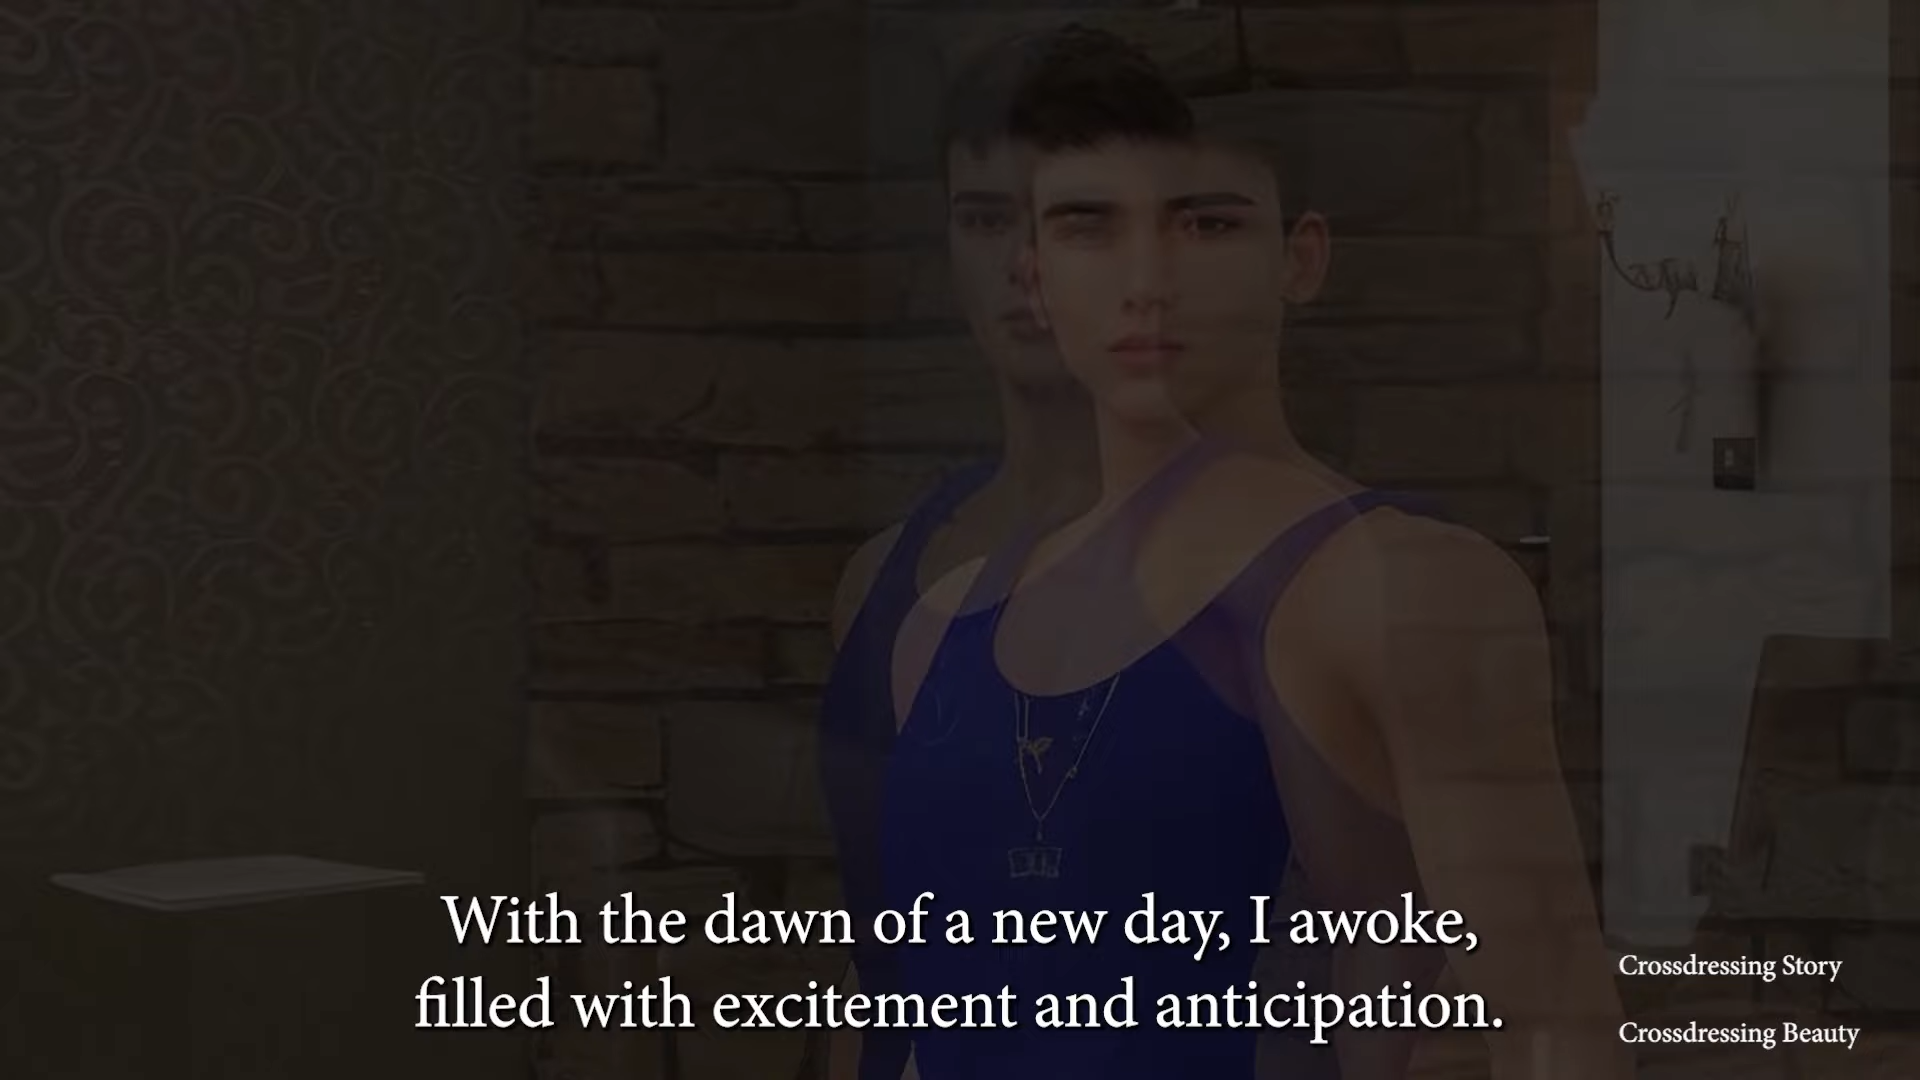 With the dawn of a new day, I awoke,
filled with excitement and anticipation.
Crossdressing Story
Crossdressing Beauty